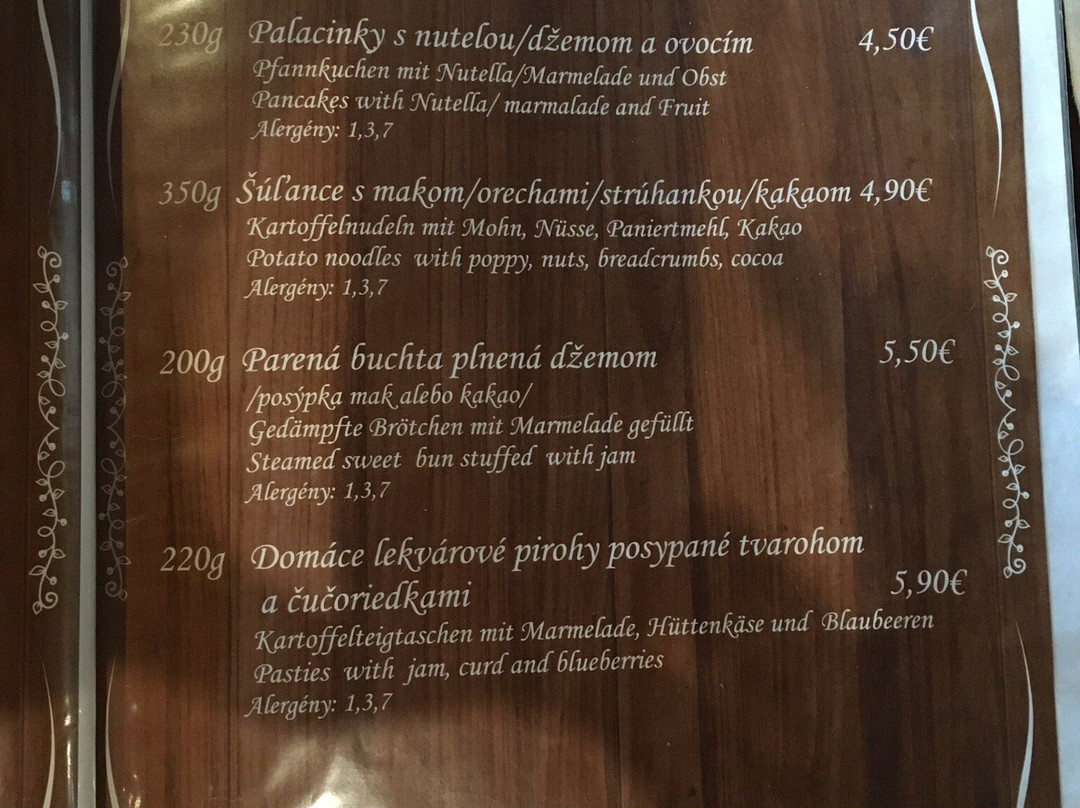 230g Palacinky s nutelou/džemom a ovocím 4,50€
Pfannkuchen mit Nutella/Marmelade und Obst
Pancakes with Nutella/ marmalade and Fruit
Alergény: 1,3,7
350g Šúľance s makom/orechami/strúhankou/kakaom 4,90€
Kartoffelnudeln mit Mohn, Nüsse, Paniertmehl, Kakao
Potato noodles with poppy, nuts, breadcrumbs, cocoa
Alergény: 1,3,7
200g Parená buchta plnená džemom 5,50€
/posýpka mak alebo kakao/
Gedämpfte Brötchen mit Marmelade gefüllt
Steamed sweet bun stuffed with jam
Alergény: 1,3,7
220g Domáce lekvárové pirohy posypané tvarohom
a čučoriedkami 5,90€
Kartoffelteigtaschen mit Marmelade, Hüttenkäse und Blaubeeren
Pasties with jam, curd and blueberries
Alergény: 1,3,7